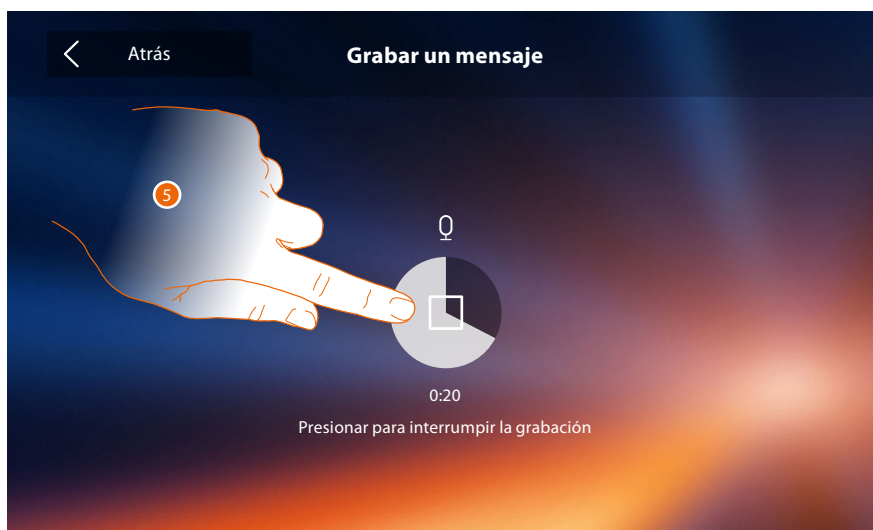 Atrás
Grabar un mensaje
5
0:20
Presionar para interrumpir la grabación